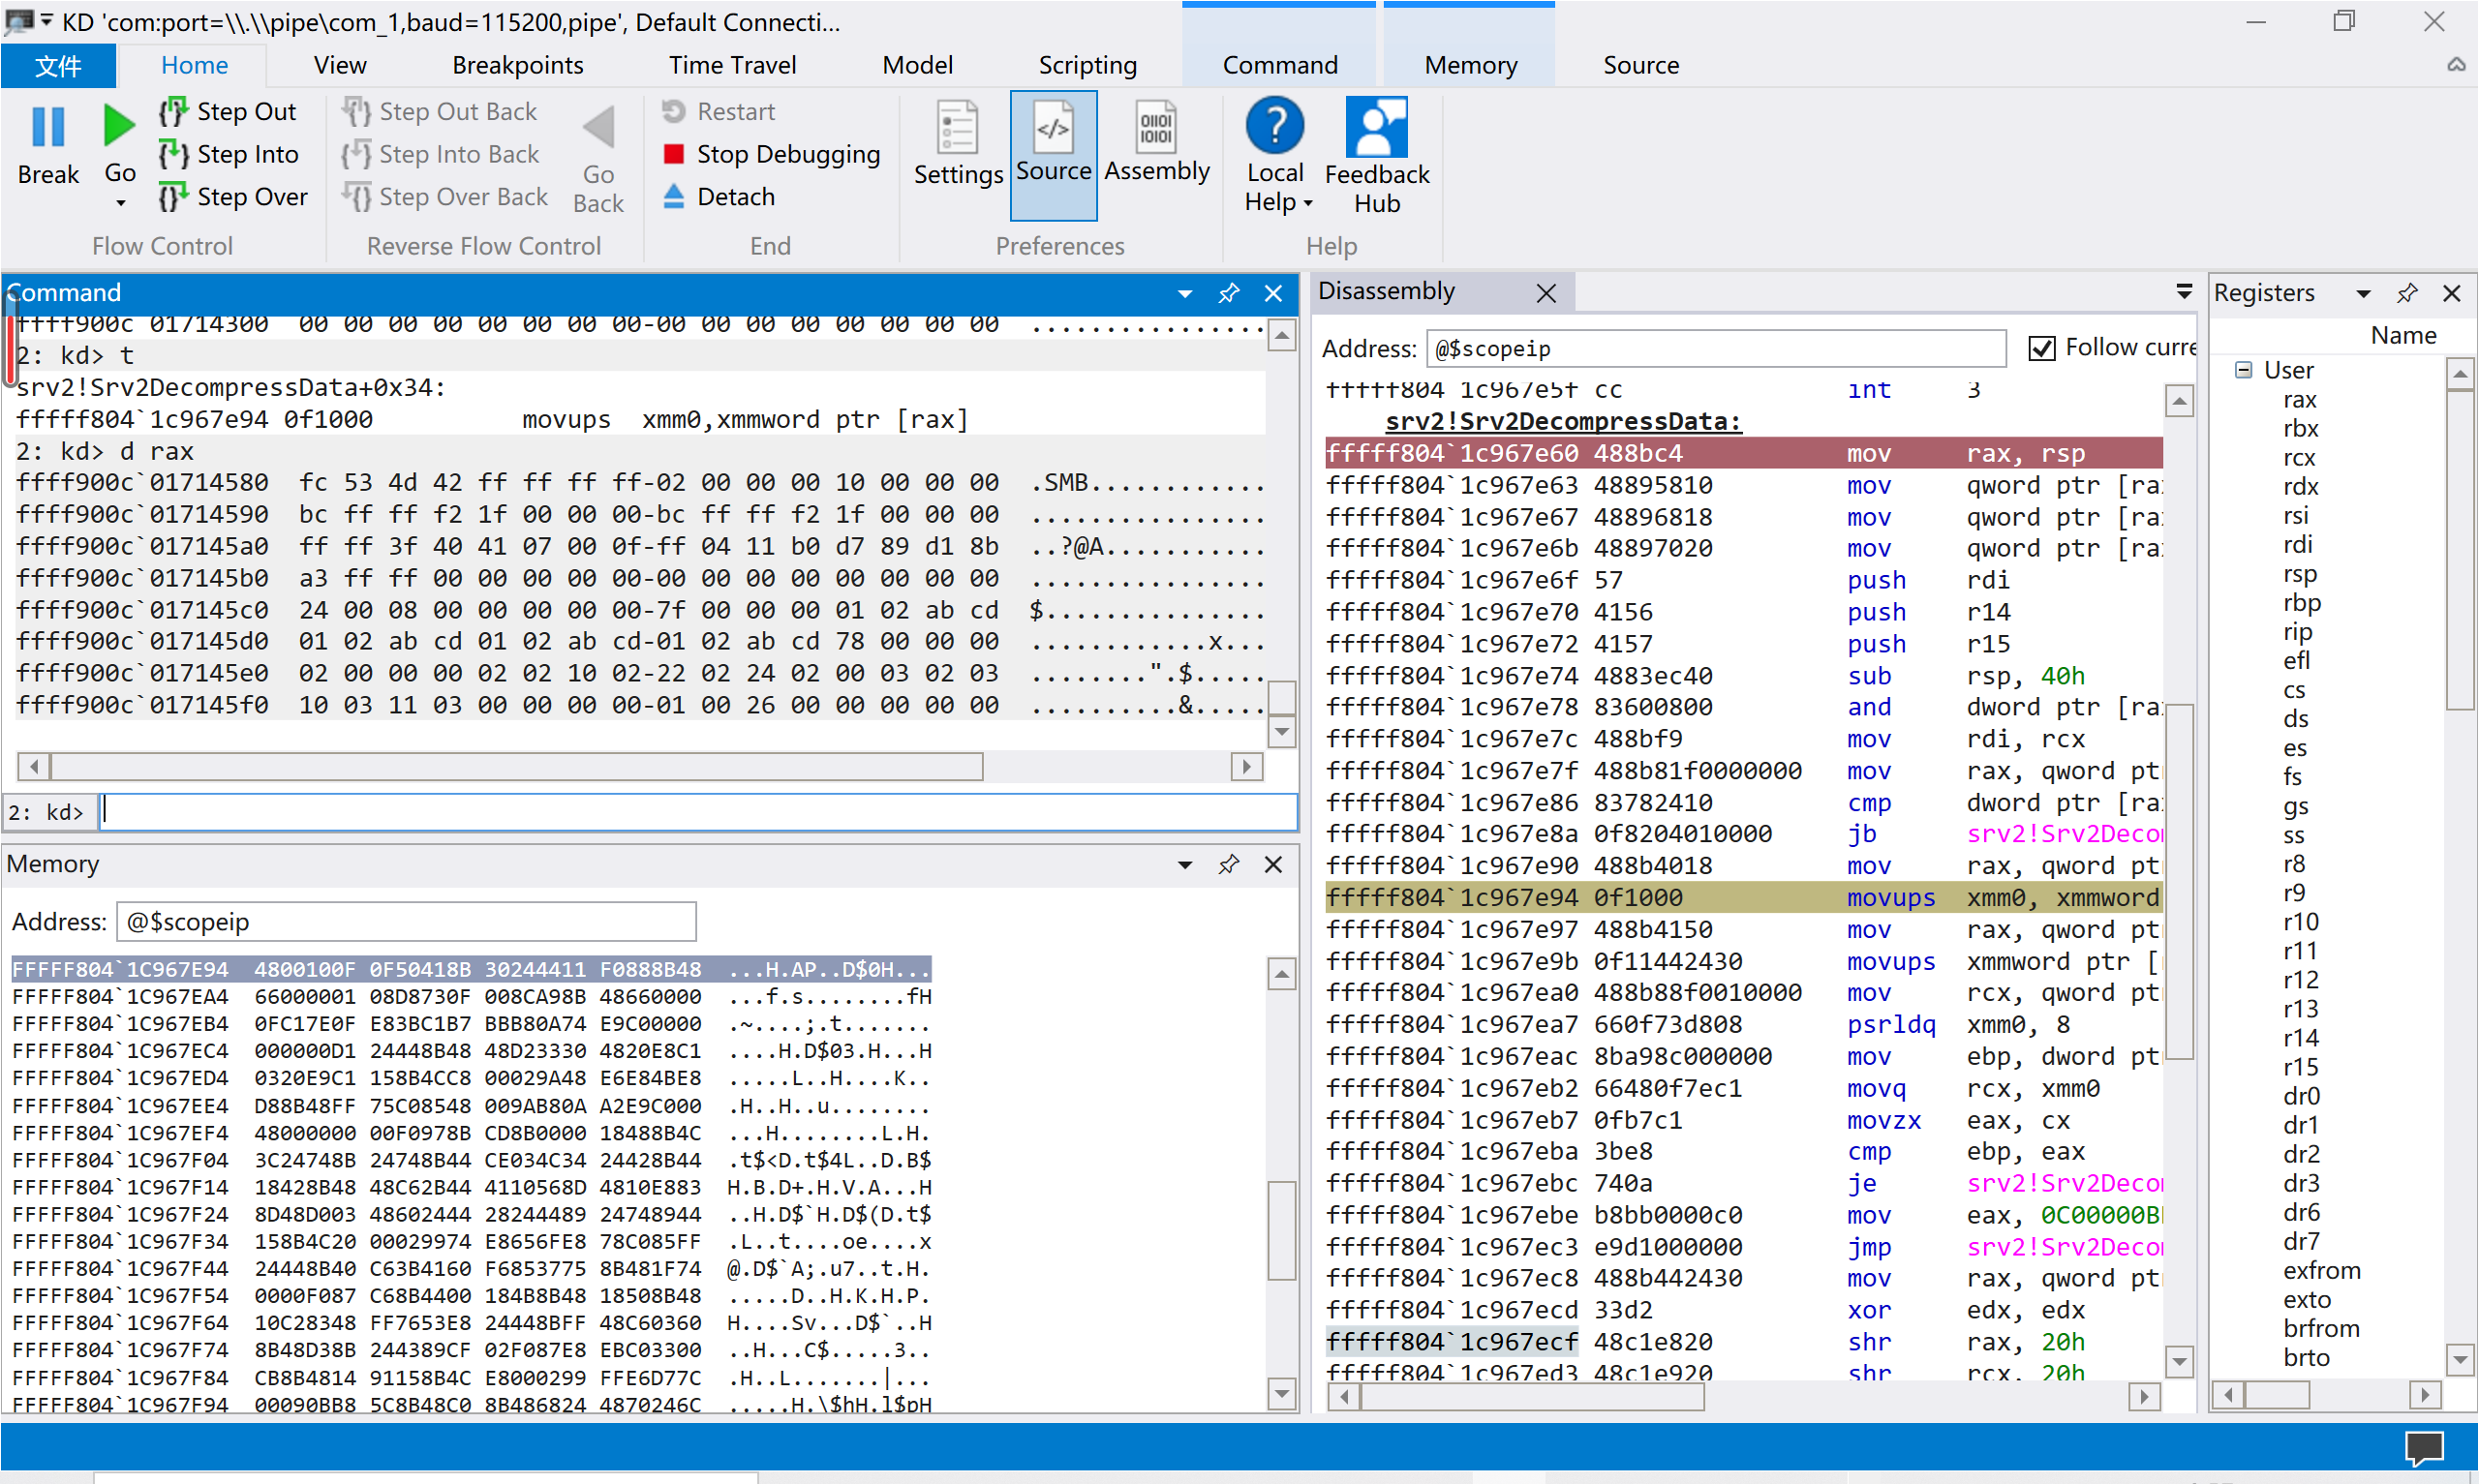 KD 'com:port=\\.\\pipe\com_1,baud=115200,pipe', Default Connecti...
文件 Home View Breakpoints Time Travel Model Scripting Command Memory Source
Break
Go
Step Out
Step Into
Step Over
Flow Control
Step Out Back
Step Into Back
Step Over Back
Go Back
Reverse Flow Control
Restart
Stop Debugging
Detach
End
Settings
Source
Assembly
Preferences
Local Help
Feedback Hub
Help
Command
ffff900c`01714300  00 00 00 00 00 00 00 00-00 00 00 00 00 00 00 00  ................
2: kd> t
srv2!Srv2DecompressData+0x34:
fffff804`1c967e94 0f1000          movups  xmm0,xmmword ptr [rax]
2: kd> d rax
ffff900c`01714580  fc 53 4d 42 ff ff ff ff-02 00 00 00 10 00 00 00  .SMB............
ffff900c`01714590  bc ff ff f2 1f 00 00 00-bc ff ff f2 1f 00 00 00  ................
ffff900c`017145a0  ff ff 3f 40 41 07 00 0f-ff 04 11 b0 d7 89 d1 8b  ..?@A...........
ffff900c`017145b0  a3 ff ff 00 00 00 00 00-00 00 00 00 00 00 00 00  ................
ffff900c`017145c0  24 00 08 00 00 00 00 00-7f 00 00 00 01 02 ab cd  $...............
ffff900c`017145d0  01 02 ab cd 01 02 ab cd-01 02 ab cd 78 00 00 00  ............x...
ffff900c`017145e0  02 00 00 00 02 02 10 02-22 02 24 02 00 03 02 03  ........".$.....
ffff900c`017145f0  10 03 11 03 00 00 00 00-01 00 26 00 00 00 00 00  ..........&.....
2: kd>
Memory
Address: @$scopeip
FFFFF804`1C967E94  4800100F 0F50418B 30244411 F0888B48  ...H.AP..D$0H...
FFFFF804`1C967EA4  66000001 08D8730F 008CA98B 48660000  ...f.s........fH
FFFFF804`1C967EB4  0FC17E0F E83BC1B7 BBB80A74 E9C00000  .~....;.t.......
FFFFF804`1C967EC4  000000D1 24448B48 48D23330 4820E8C1  ....H.D$03.H...H
FFFFF804`1C967ED4  0320E9C1 158B4CC8 00029A48 E6E84BE8  .....L..H....K..
FFFFF804`1C967EE4  D88B48FF 75C08548 009AB80A A2E9C000  .H..H..u........
FFFFF804`1C967EF4  48000000 00F0978B CD8B0000 18488B4C  ...H........L.H.
FFFFF804`1C967F04  3C24748B 24748B44 CE034C34 24428B44  .t$<D.t$4L..D.B$
FFFFF804`1C967F14  18428B48 48C62B44 4110568D 4810E883  H.B.D+.H.V.A...H
FFFFF804`1C967F24  8D48D003 48602444 28244489 24748944  ..H.D$`H.D$(D.t$
FFFFF804`1C967F34  158B4C20 00029974 E8656FE8 78C085FF  .L..t....oe....x
FFFFF804`1C967F44  24448B40 C63B4160 F6853775 8B481F74  @.D$`A;.u7..t.H.
FFFFF804`1C967F54  0000F087 C68B4400 184B8B48 18508B48  .....D..H.K.H.P.
FFFFF804`1C967F64  10C28348 FF7653E8 24448BFF 48C60360  H....Sv...D$`..H
FFFFF804`1C967F74  8B48D38B 244389CF 02F087E8 EBC03300  ..H...C$.....3..
FFFFF804`1C967F84  CB8B4814 91158B4C E8000299 FFE6D77C  .H..L.......|...
FFFFF804`1C967F94  00090BB8 5C8B48C0 8B486824 4870246C  .....H.\$hH.l$pH
Disassembly
Address: @$scopeip Follow curre
fffff804`1c967e5f cc int 3
srv2!Srv2DecompressData:
fffff804`1c967e60 488bc4 mov rax, rsp
fffff804`1c967e63 48895810 mov qword ptr [ra
fffff804`1c967e67 48896818 mov qword ptr [ra
fffff804`1c967e6b 48897020 mov qword ptr [ra
fffff804`1c967e6f 57 push rdi
fffff804`1c967e70 4156 push r14
fffff804`1c967e72 4157 push r15
fffff804`1c967e74 4883ec40 sub rsp, 40h
fffff804`1c967e78 83600800 and dword ptr [ra
fffff804`1c967e7c 488bf9 mov rdi, rcx
fffff804`1c967e7f 488b81f0000000 mov rax, qword pt
fffff804`1c967e86 83782410 cmp dword ptr [ra
fffff804`1c967e8a 0f8204010000 jb srv2!Srv2Deco
fffff804`1c967e90 488b4018 mov rax, qword pt
fffff804`1c967e94 0f1000 movups xmm0, xmmword
fffff804`1c967e97 488b4150 mov rax, qword pt
fffff804`1c967e9b 0f11442430 movups xmmword ptr [
fffff804`1c967ea0 488b88f0010000 mov rcx, qword pt
fffff804`1c967ea7 660f73d808 psrldq xmm0, 8
fffff804`1c967eac 8ba98c000000 mov ebp, dword pt
fffff804`1c967eb2 66480f7ec1 movq rcx, xmm0
fffff804`1c967eb7 0fb7c1 movzx eax, cx
fffff804`1c967eba 3be8 cmp ebp, eax
fffff804`1c967ebc 740a je srv2!Srv2Deco
fffff804`1c967ebe b8bb0000c0 mov eax, 0C00000B
fffff804`1c967ec3 e9d1000000 jmp srv2!Srv2Deco
fffff804`1c967ec8 488b442430 mov rax, qword pt
fffff804`1c967ecd 33d2 xor edx, edx
fffff804`1c967ecf 48c1e820 shr rax, 20h
fffff804`1c967ed3 48c1e920 shr rcx, 20h
Registers
Name
User
rax
rbx
rcx
rdx
rsi
rdi
rsp
rbp
rip
efl
cs
ds
es
fs
gs
ss
r8
r9
r10
r11
r12
r13
r14
r15
dr0
dr1
dr2
dr3
dr6
dr7
exfrom
exto
brfrom
brto